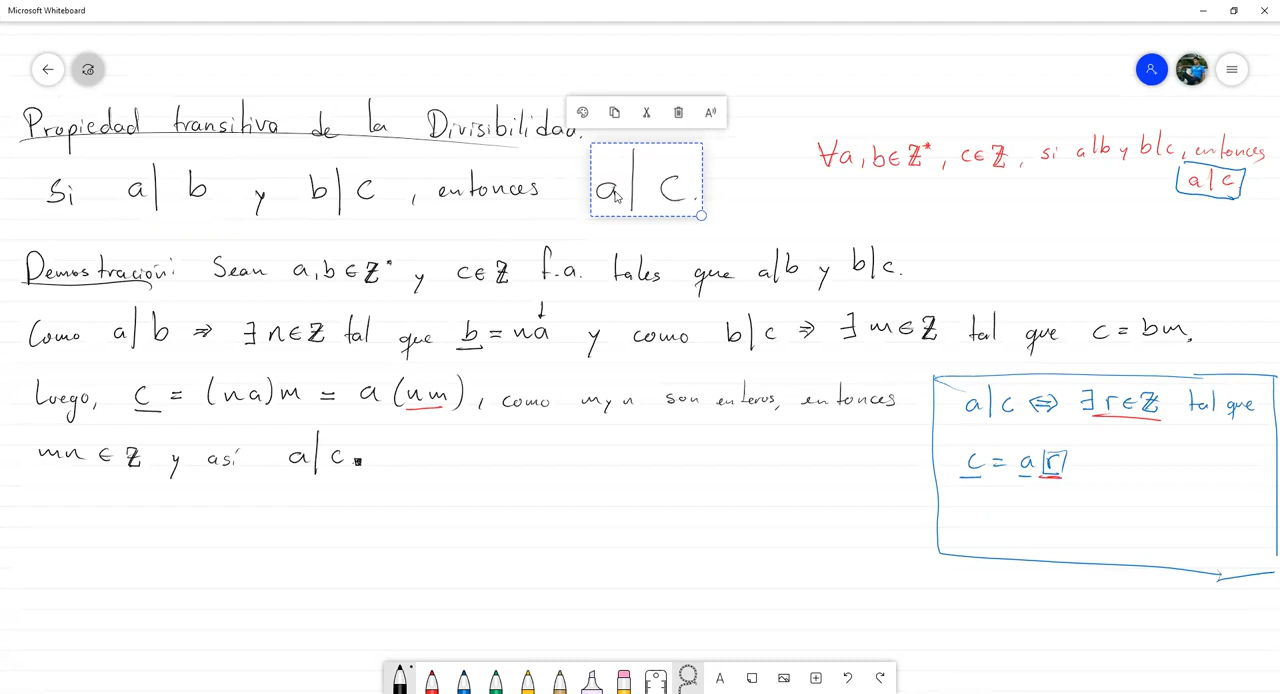 Microsoft Whiteboard
Propiedad transitiva de la Divisibilidad.
Si a | b y b | c , entonces a | c.
∀a, b ∈ ℤ*, c ∈ ℤ, si a|b y b|c, entonces
a | c
Demostración: Sean a, b ∈ ℤ* y c ∈ ℤ f.a. tales que a|b y b|c.
Como a | b ⇒ ∃ n ∈ ℤ tal que b = na y como b | c ⇒ ∃ m ∈ ℤ tal que c = bm.
Luego, c = (na)m = a (nm), como m y n son enteros, entonces
mn ∈ ℤ y así a | c.
a | c ⇔ ∃ r ∈ ℤ tal que
c = a r